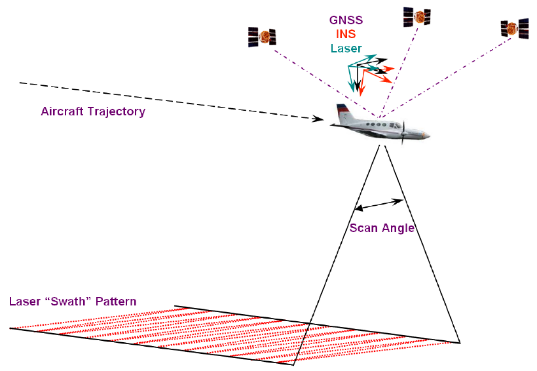 GNSS
INS
Laser
Aircraft Trajectory
Scan Angle
Laser “Swath” Pattern